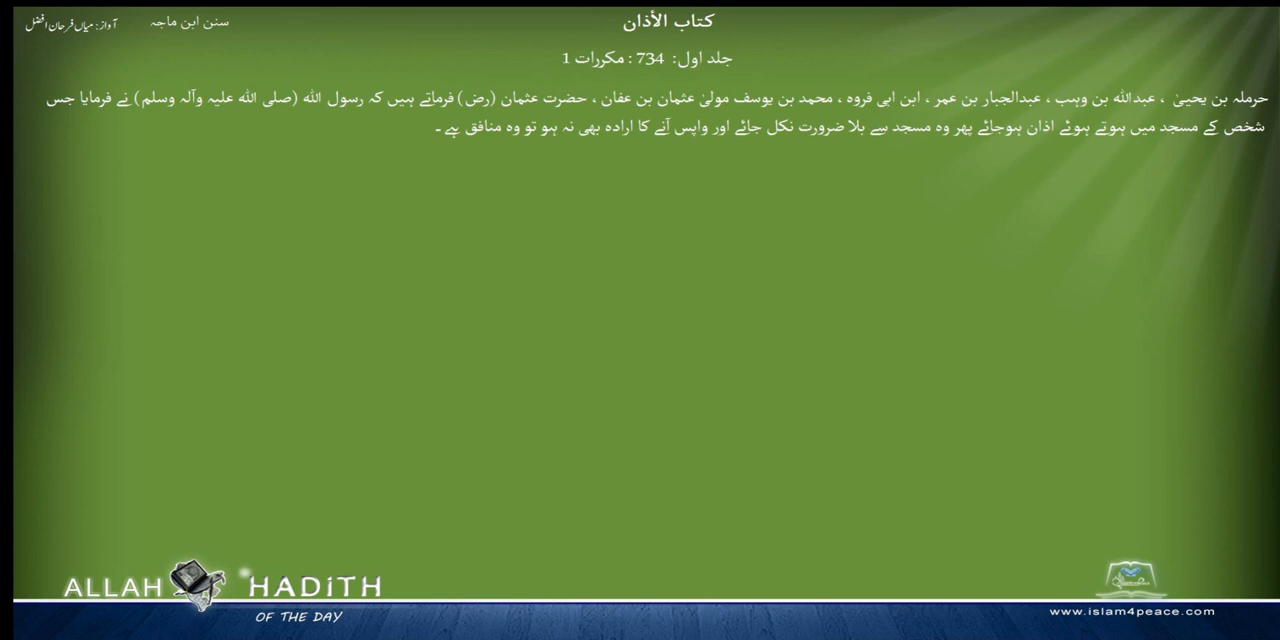 کتاب الأذان
سنن ابن ماجہ
آواز: میاں فرحان افضل
جلد اول: 734 : مکررات 1
حرملہ بن یحییٰ ، عبداللہ بن وہب ، عبدالجبار بن عمر ، ابن ابی فروہ ، محمد بن یوسف مولیٰ عثمان بن عفان ، حضرت عثمان (رض) فرماتے ہیں کہ رسول اللہ (صلی اللہ علیہ وآلہ وسلم) نے فرمایا جس
شخص کے مسجد میں ہوتے ہوئے اذان ہوجائے پھر وہ مسجد سے بلا ضرورت نکل جائے اور واپس آنے کا ارادہ بھی نہ ہو تو وہ منافق ہے ۔
ALLAH HADITH
OF THE DAY
www.islam4peace.com